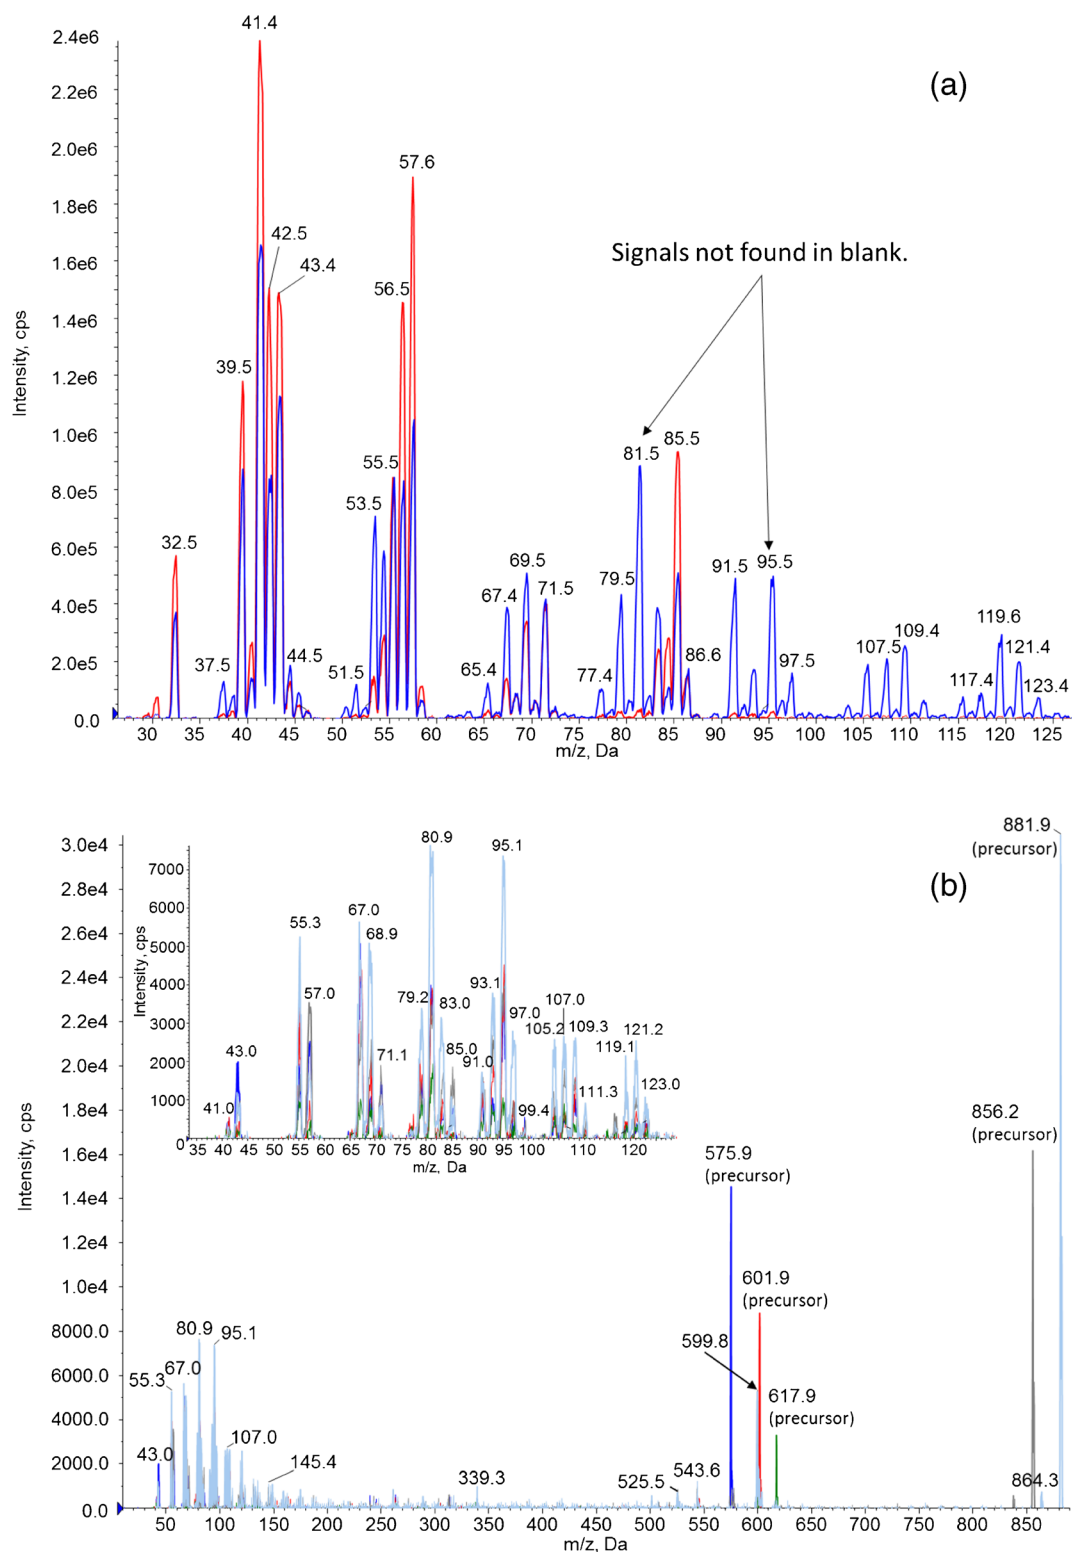 (a)
Intensity, cps
2.4e6
2.2e6
2.0e6
1.8e6
1.6e6
1.4e6
1.2e6
1.0e6
8.0e5
6.0e5
4.0e5
2.0e5
0.0
41.4
57.6
42.5
43.4
Signals not found in blank.
56.5
39.5
85.5
81.5
55.5
53.5
32.5
69.5
79.5
91.5
95.5
67.4
71.5
119.6
109.4
107.5
121.4
37.5
44.5
51.5
65.4
77.4
86.6
97.5
117.4
123.4
30 35 40 45 50 55 60 65 70 75 80 85 90 95 100 105 110 115 120 125
m/z, Da
(b)
Intensity, cps
3.0e4
2.8e4
2.6e4
2.4e4
2.2e4
2.0e4
1.8e4
1.6e4
1.4e4
1.2e4
1.0e4
8000.0
6000.0
4000.0
2000.0
0.0
881.9
(precursor)
856.2
(precursor)
575.9
(precursor)
601.9
(precursor)
599.8
617.9
(precursor)
80.9
95.1
67.0
55.3
107.0
43.0
145.4
339.3
525.5
543.6
864.3
50 100 150 200 250 300 350 400 450 500 550 600 650 700 750 800 850
m/z, Da
Intensity, cps
7000
6000
5000
4000
3000
2000
1000
0
80.9
95.1
67.0
55.3
68.9
93.1
57.0
79.2
83.0
97.0
107.0
105.2
109.3
121.2
119.1
43.0
71.1
85.0
91.0
123.0
111.3
41.0
99.4
35 40 45 50 55 60 65 70 75 80 85 90 95 100 110 120
m/z, Da